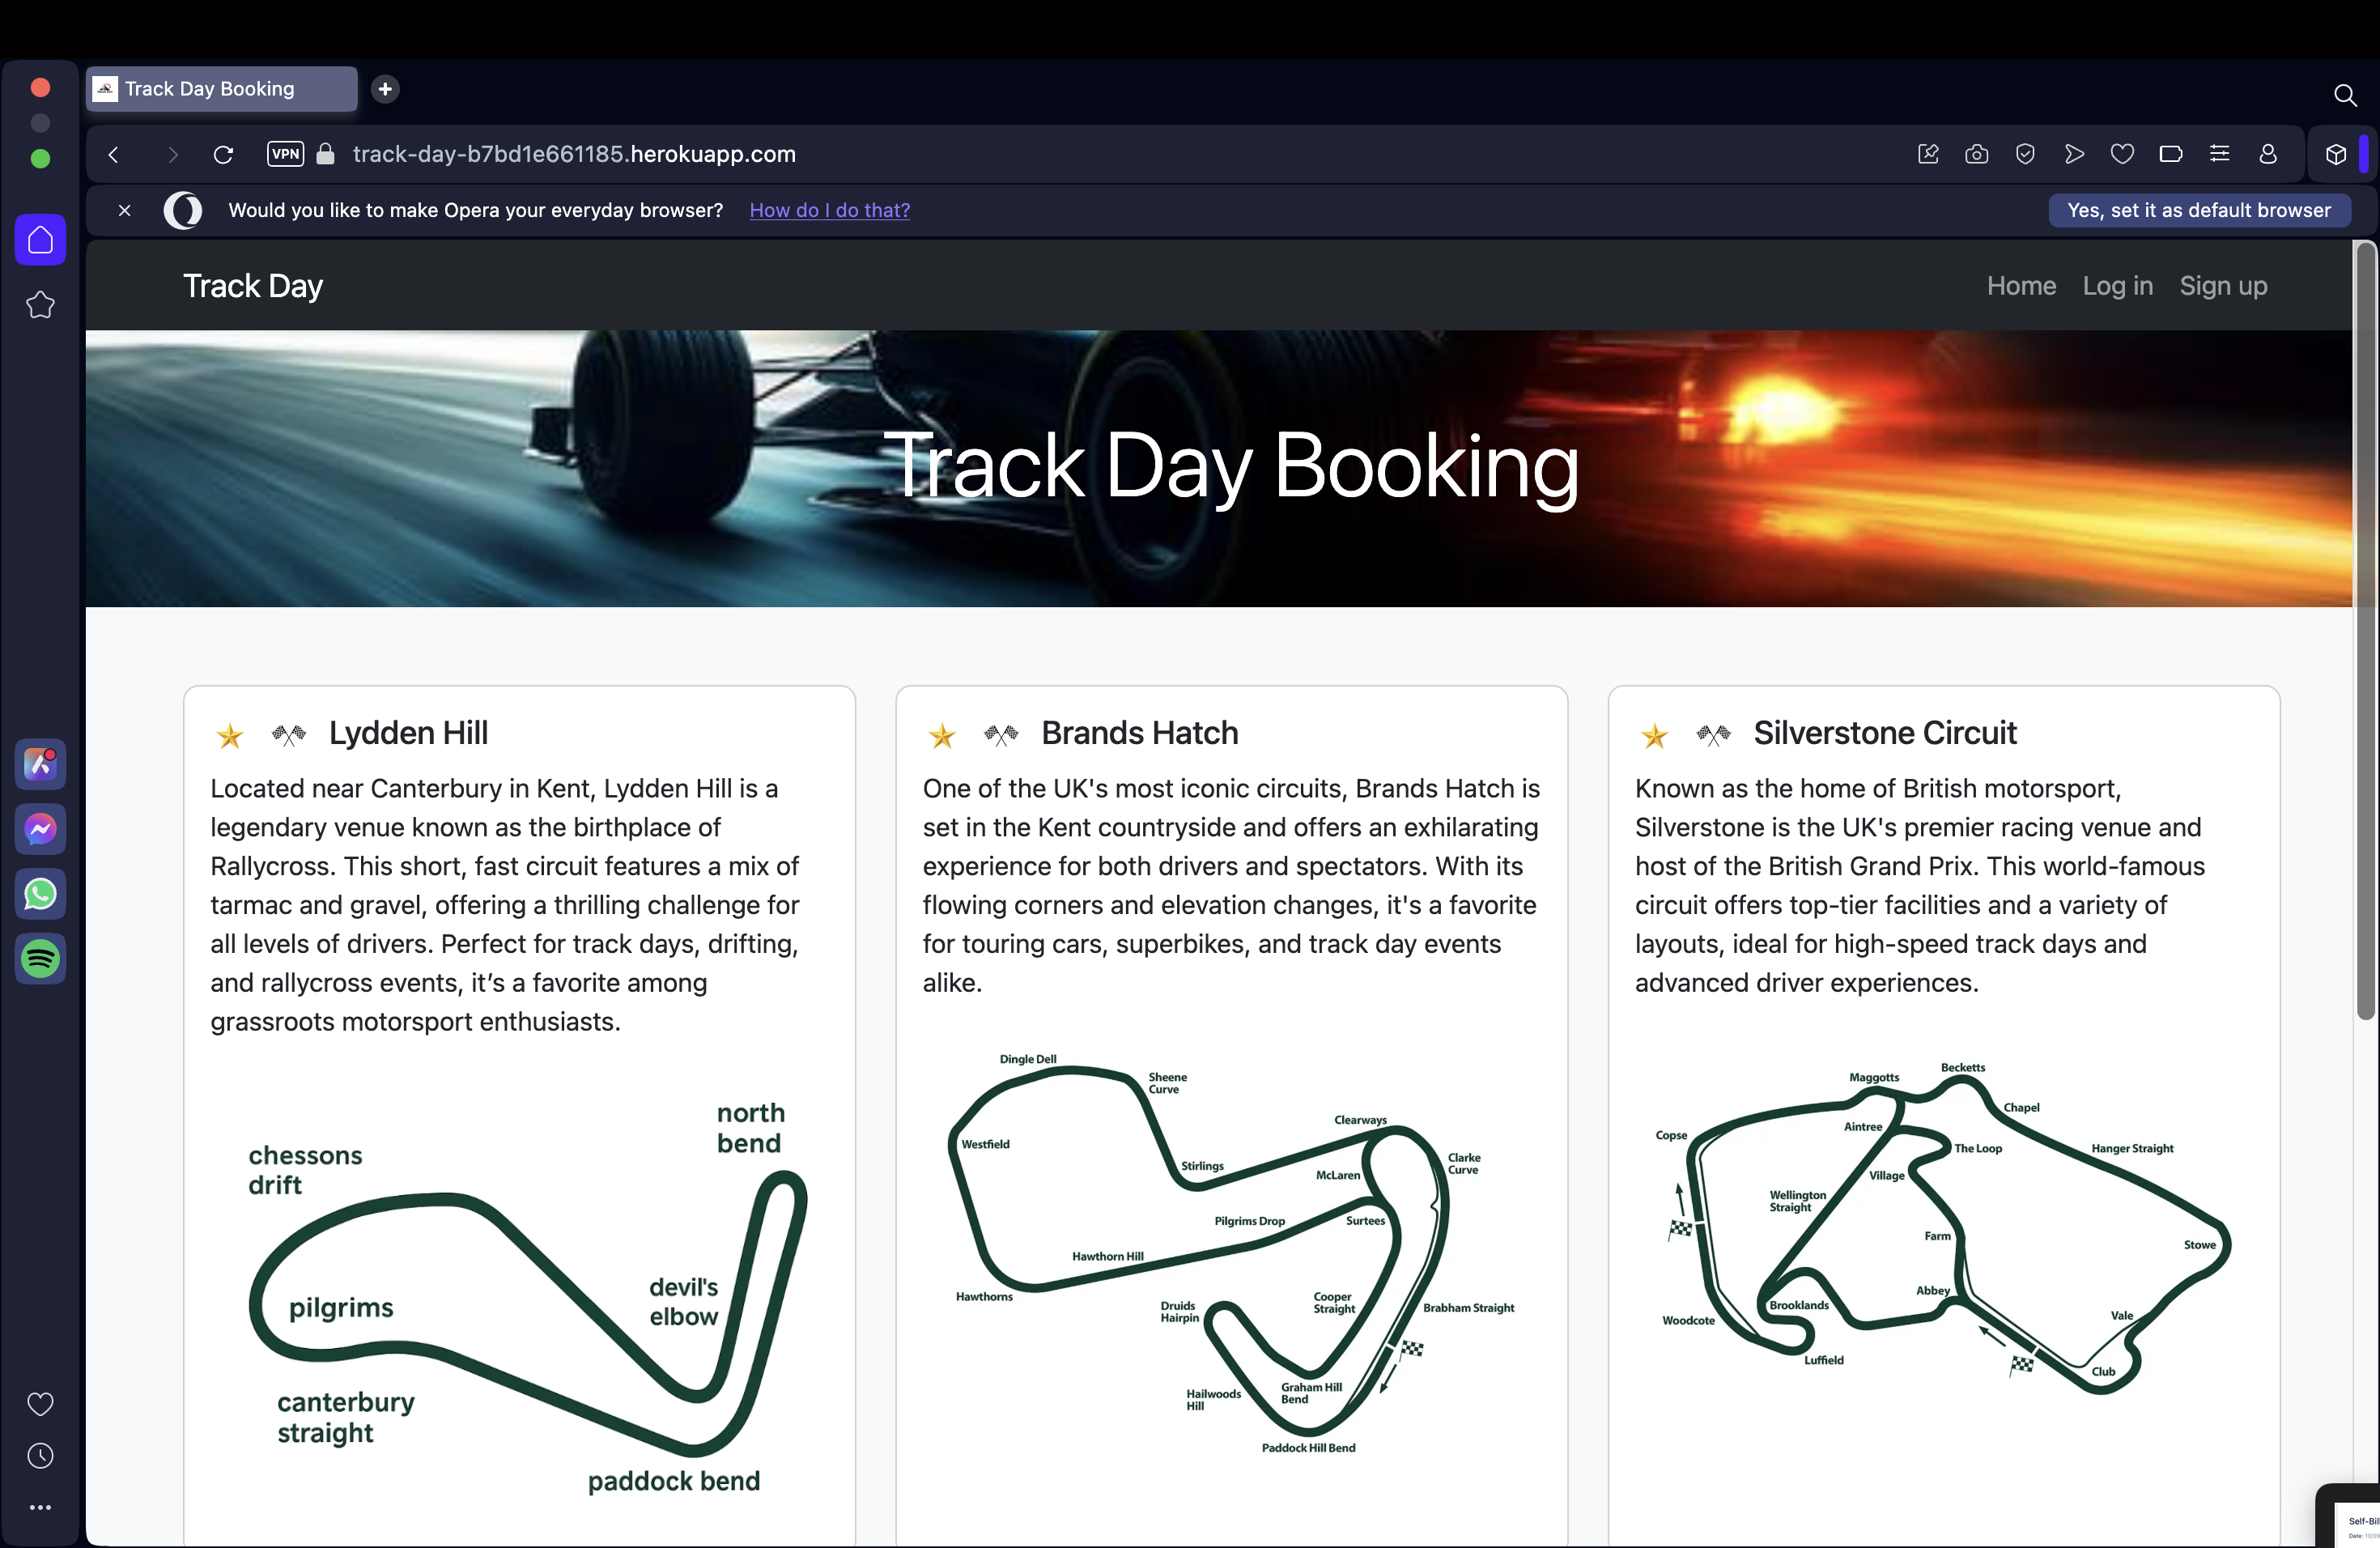 Track Day Booking
VPN
track-day-b7bd1e661185.herokuapp.com
Would you like to make Opera your everyday browser? How do I do that?
Yes, set it as default browser
Track Day
Home Log in Sign up
Track Day Booking
Lydden Hill
Located near Canterbury in Kent, Lydden Hill is a
legendary venue known as the birthplace of
Rallycross. This short, fast circuit features a mix of
tarmac and gravel, offering a thrilling challenge for
all levels of drivers. Perfect for track days, drifting,
and rallycross events, it’s a favorite among
grassroots motorsport enthusiasts.
north
bend
chessons
drift
devil's
elbow
pilgrims
canterbury
straight
paddock bend
Brands Hatch
One of the UK's most iconic circuits, Brands Hatch is
set in the Kent countryside and offers an exhilarating
experience for both drivers and spectators. With its
flowing corners and elevation changes, it's a favorite
for touring cars, superbikes, and track day events
alike.
Dingle Dell
Sheene
Curve
Clearways
Westfield
Stirlings
McLaren
Clarke
Curve
Pilgrims Drop
Surtees
Hawthorn Hill
Hawthorns
Druids
Hairpin
Cooper
Straight
Brabham Straight
Hailwoods
Hill
Graham Hill
Bend
Paddock Hill Bend
Silverstone Circuit
Known as the home of British motorsport,
Silverstone is the UK's premier racing venue and
host of the British Grand Prix. This world-famous
circuit offers top-tier facilities and a variety of
layouts, ideal for high-speed track days and
advanced driver experiences.
Becketts
Maggotts
Chapel
Copse
Aintree
The Loop
Hanger Straight
Village
Wellington
Straight
Farm
Stowe
Abbey
Brooklands
Woodcote
Vale
Luffield
Club